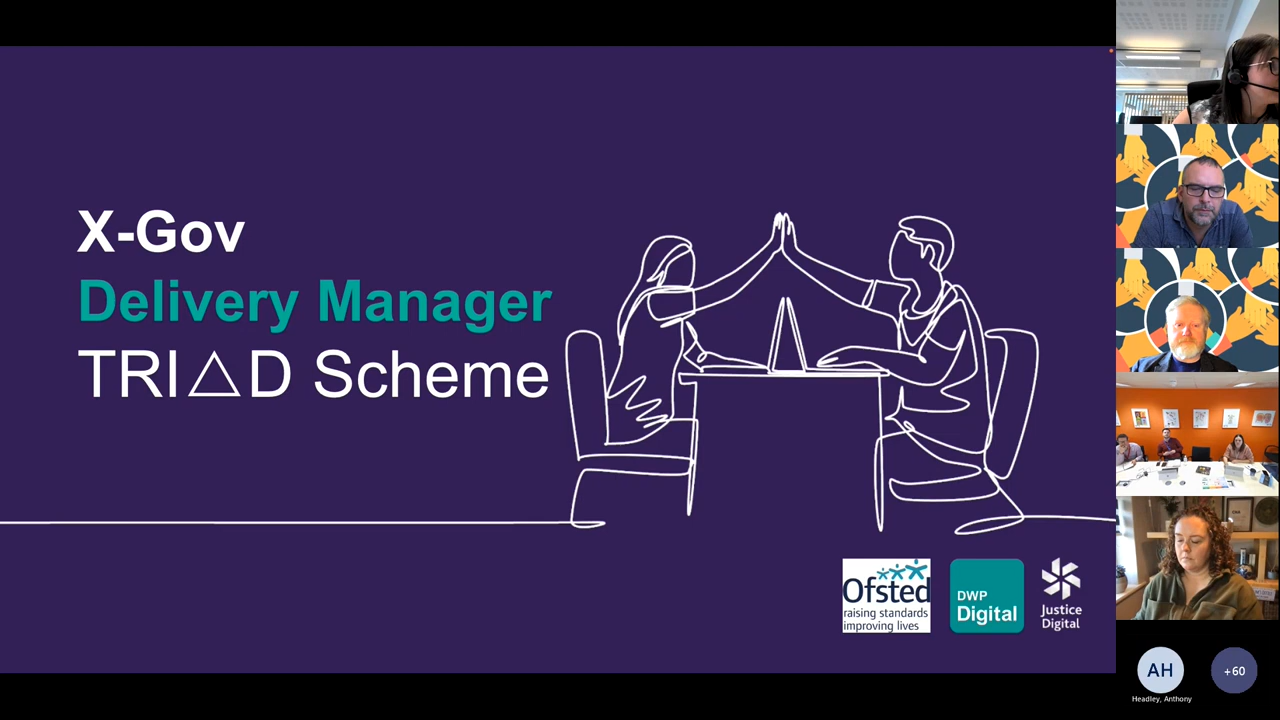 X-Gov
Delivery Manager
TRI△D Scheme
Ofsted
raising standards
improving lives
DWP
Digital
Justice
Digital
AH
+60
Headley, Anthony